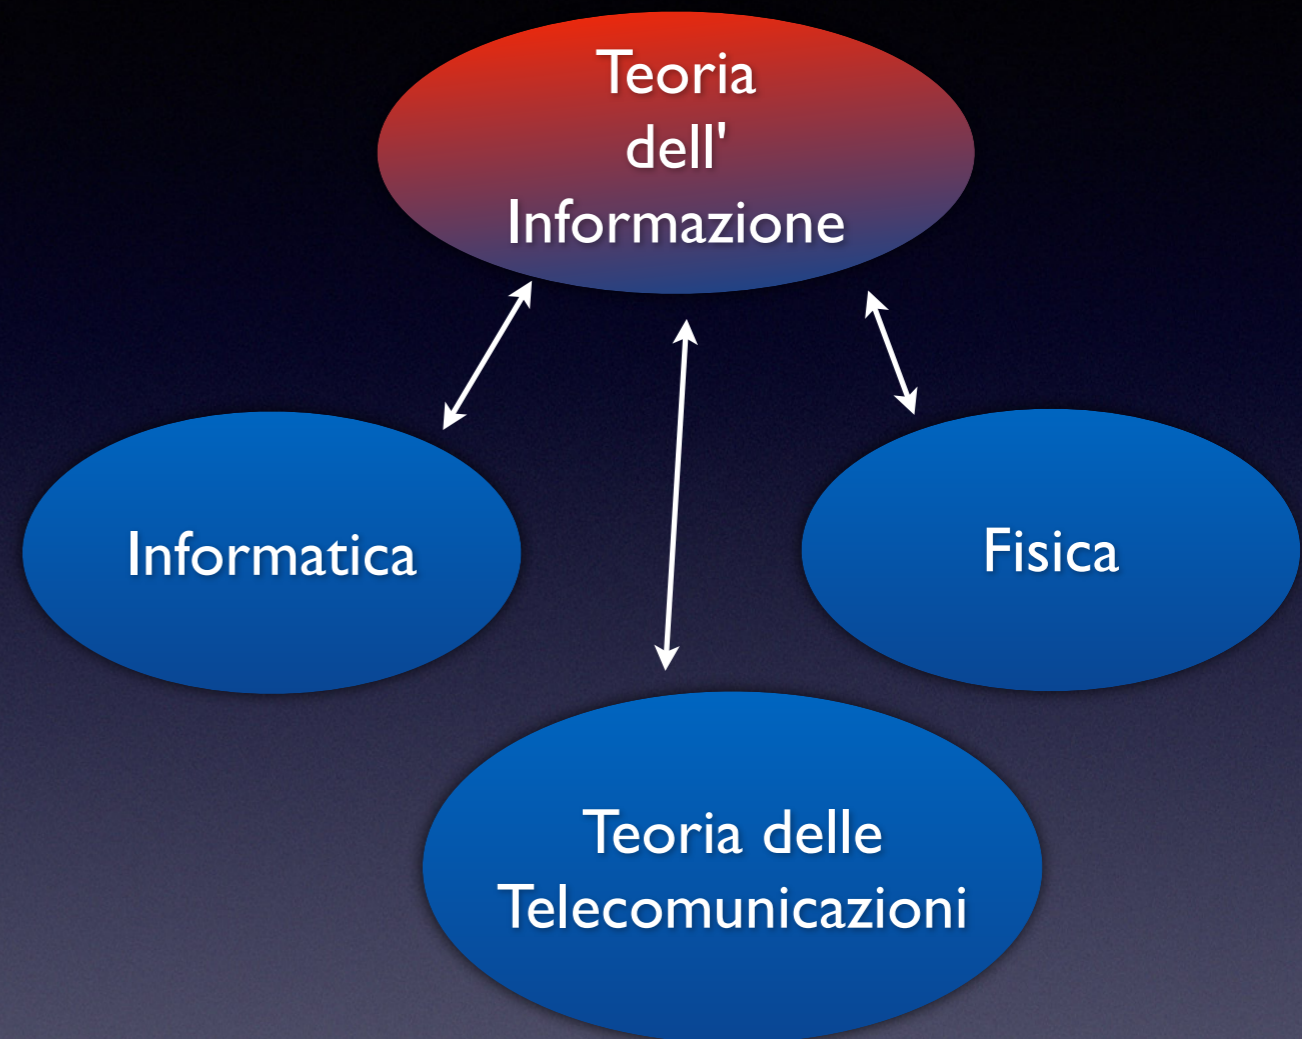 Teoria
dell'
Informazione
Informatica
Fisica
Teoria delle
Telecomunicazioni